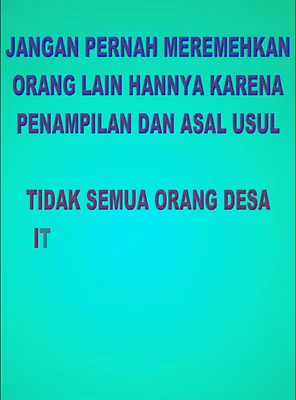 JANGAN PERNAH MEREMEHKAN
ORANG LAIN HANNYA KARENA
PENAMPILAN DAN ASAL USUL
TIDAK SEMUA ORANG DESA
IT